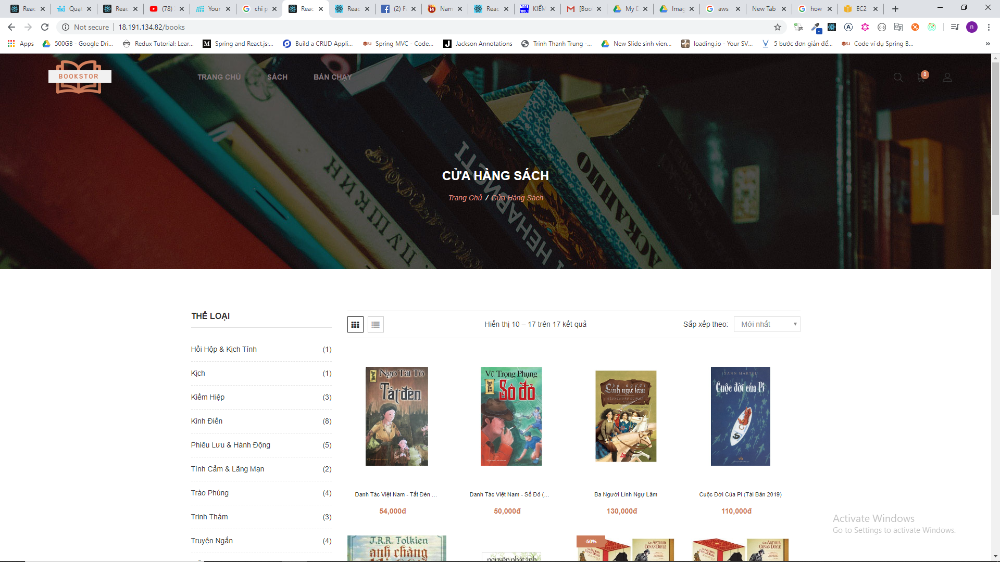 Reac
Quạt
Reac
(78)
Your
chi p
Reac
Reac
(2) Fa
14
Nam
Reac
DANS TOOLS
KIỂM
[Boo
My D
Imag
aws
New Tab
how
EC2
Not secure
18.191.134.82/books
n
Apps
500GB - Google Dri...
Redux Tutorial: Lear...
Spring and React.js:...
Build a CRUD Appli...
Spring MVC - Code...
Jackson Annotations
Trinh Thanh Trung -...
New Slide sinh vien...
loading.io - Your SV...
5 bước đơn giản để...
Code ví dụ Spring B...
»
BOOKSTOR
TRANG CHỦ
SÁCH
BÁN CHẠY
0
CỬA HÀNG SÁCH
Trang Chủ / Cửa Hàng Sách
THỂ LOẠI
Hồi Hộp & Kịch Tính (1)
Kịch (1)
Kiếm Hiệp (3)
Kinh Điển (8)
Phiêu Lưu & Hành Động (5)
Tình Cảm & Lãng Mạn (2)
Trào Phúng (4)
Trinh Thám (3)
Truyện Ngắn (4)
Hiển thị 10 – 17 trên 17 kết quả
Sắp xếp theo: Mới nhất
Ngô Tất Tố
Tắt đèn
Vũ Trọng Phụng
Số đỏ
Ba người
Lính ngự lâm
ALEXANDRE DUMAS
YANN MARTEL
Cuộc đời của Pi
Danh Tác Việt Nam - Tắt Đèn ...
54,000đ
Danh Tác Việt Nam - Số Đỏ (...
50,000đ
Ba Người Lính Ngự Lâm
130,000đ
Cuộc Đời Của Pi (Tái Bản 2019)
110,000đ
J.R.R. Tolkien
anh chàng
nguyễn nhật ánh
-50%
SIR ARTHUR
CONAN DOYLE
SIR ARTHUR
CONAN DOYLE
Activate Windows
Go to Settings to activate Windows.